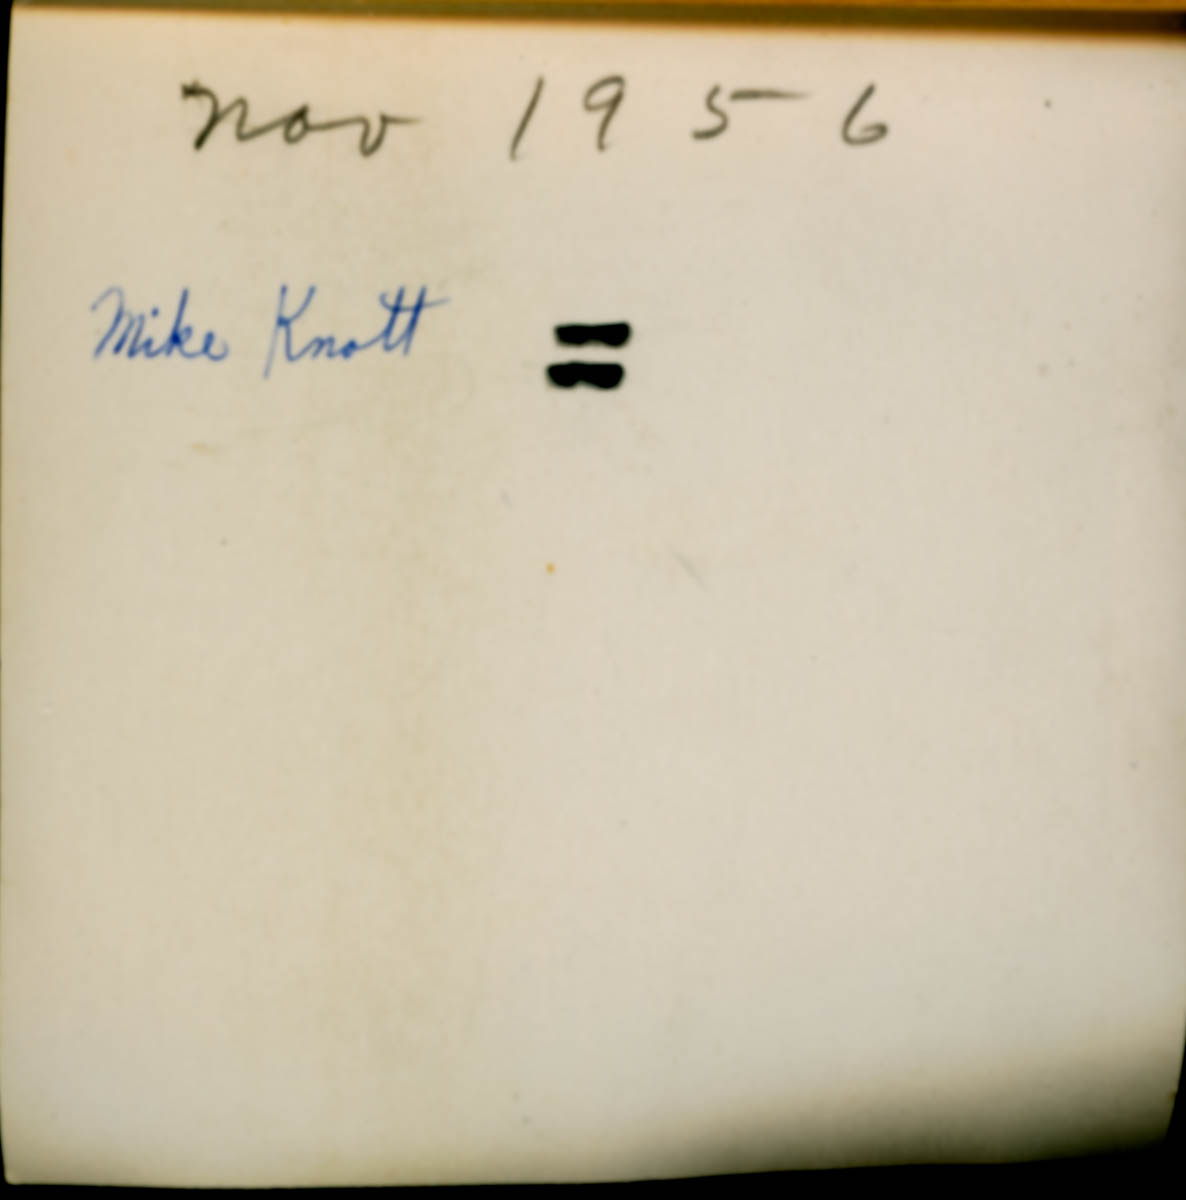 Nov 1956
Mike Knott =